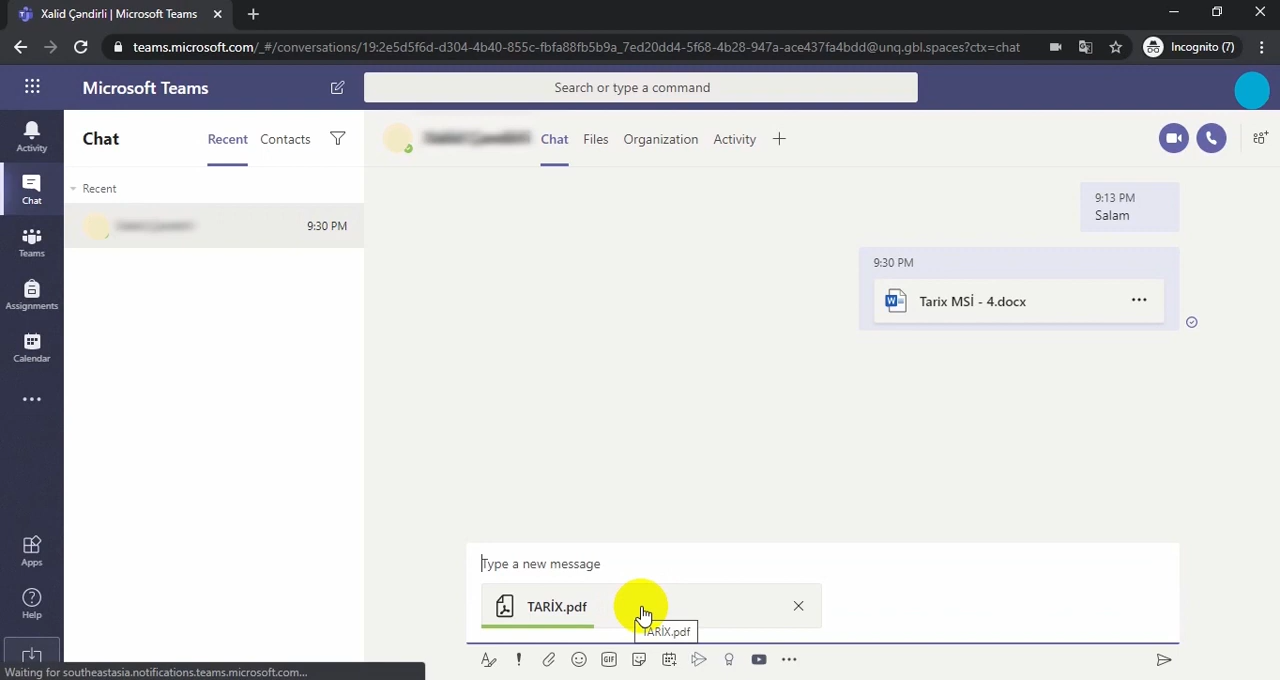 Xalid Çəndirli | Microsoft Teams
teams.microsoft.com/_#/conversations/19:2e5d5f6d-d304-4b40-855c-fbfa88fb5b9a_7ed20dd4-5f68-4b28-947a-ace437fa4bdd@unq.gbl.spaces?ctx=chat
Incognito (7)
Microsoft Teams
Search or type a command
Activity
Chat
Teams
Assignments
Calendar
Apps
Help
Chat
Recent
Contacts
Recent
9:30 PM
Chat
Files
Organization
Activity
9:13 PM
Salam
9:30 PM
Tarix MSİ - 4.docx
Type a new message
TARİX.pdf
TARİX.pdf
GIF
Waiting for southeastasia.notifications.teams.microsoft.com...